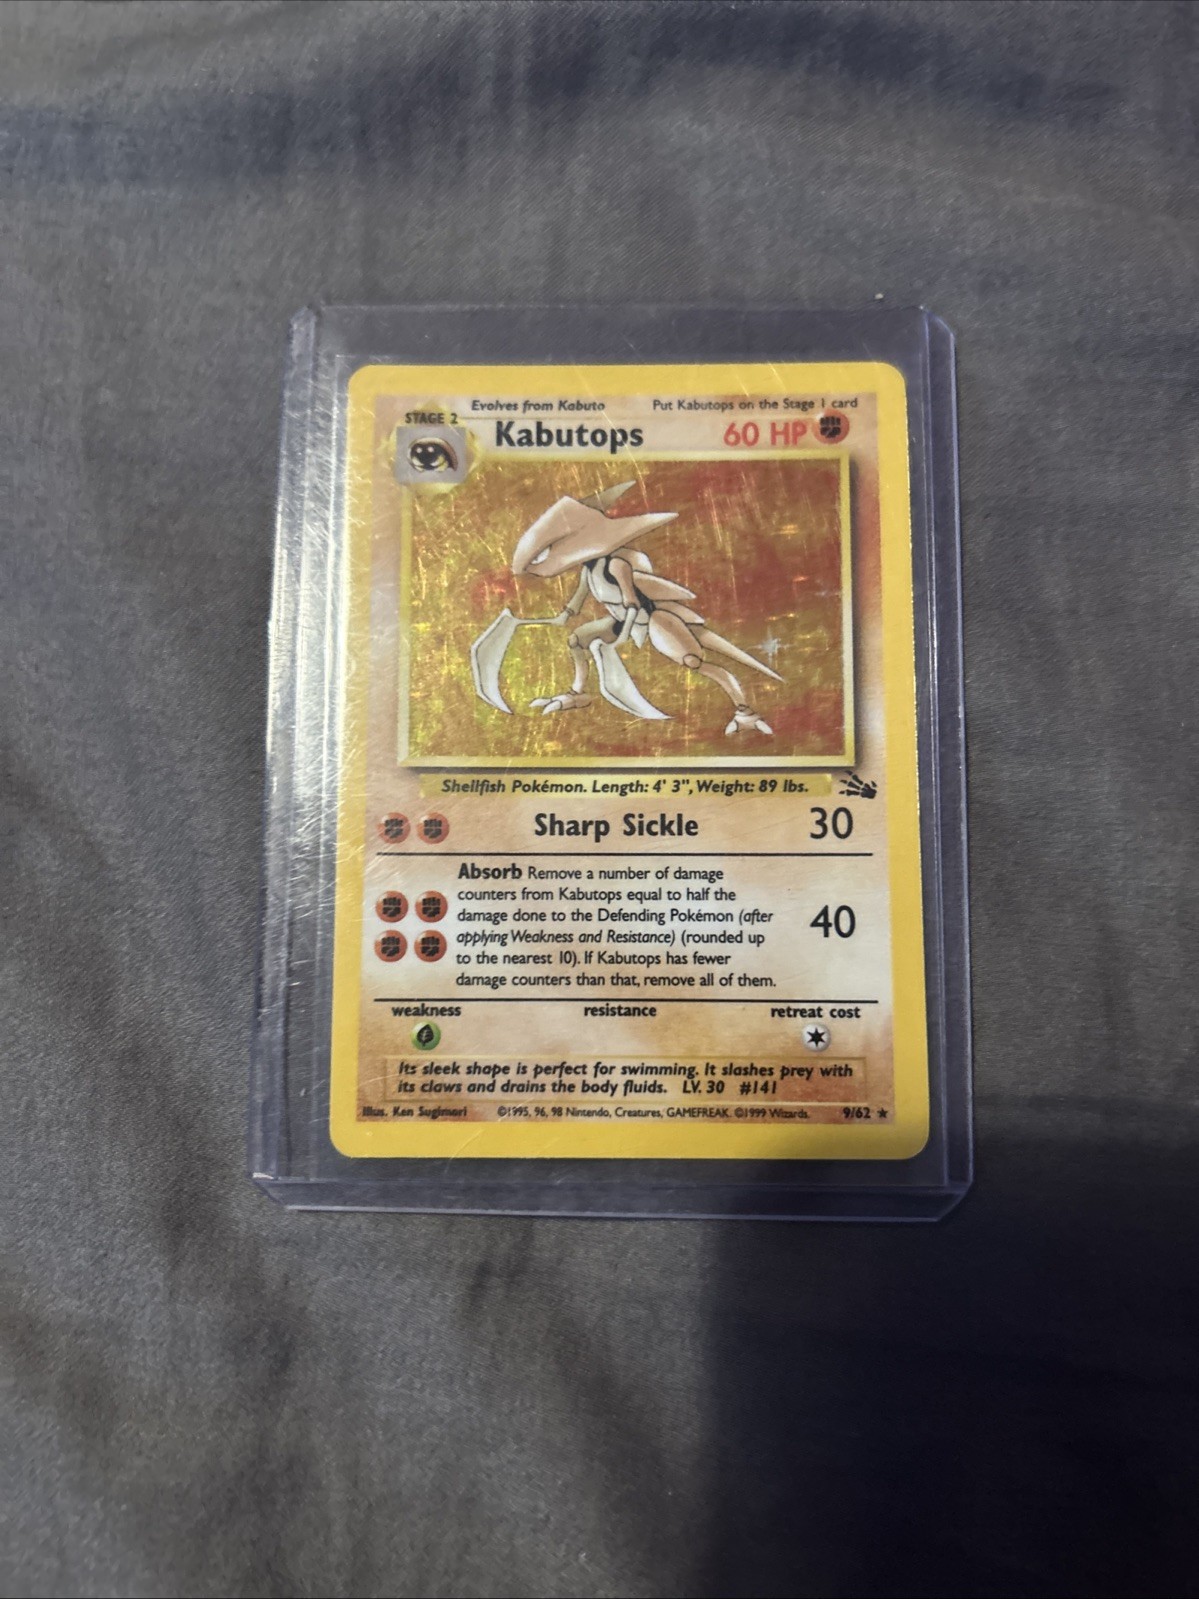 Evolves from Kabuto Put Kabutops on the Stage 1 card
STAGE 2
Kabutops 60 HP
Shellfish Pokémon. Length: 4' 3", Weight: 89 lbs.
Sharp Sickle 30
Absorb Remove a number of damage
counters from Kabutops equal to half the
damage done to the Defending Pokémon (after
applying Weakness and Resistance) (rounded up
to the nearest 10). If Kabutops has fewer
damage counters than that, remove all of them.
40
weakness resistance retreat cost
Its sleek shape is perfect for swimming. It slashes prey with
its claws and drains the body fluids. LV. 30 #141
Illus. Ken Sugimori ©1995, 96, 98 Nintendo, Creatures, GAMEFREAK. ©1999 Wizards. 9/62 ★